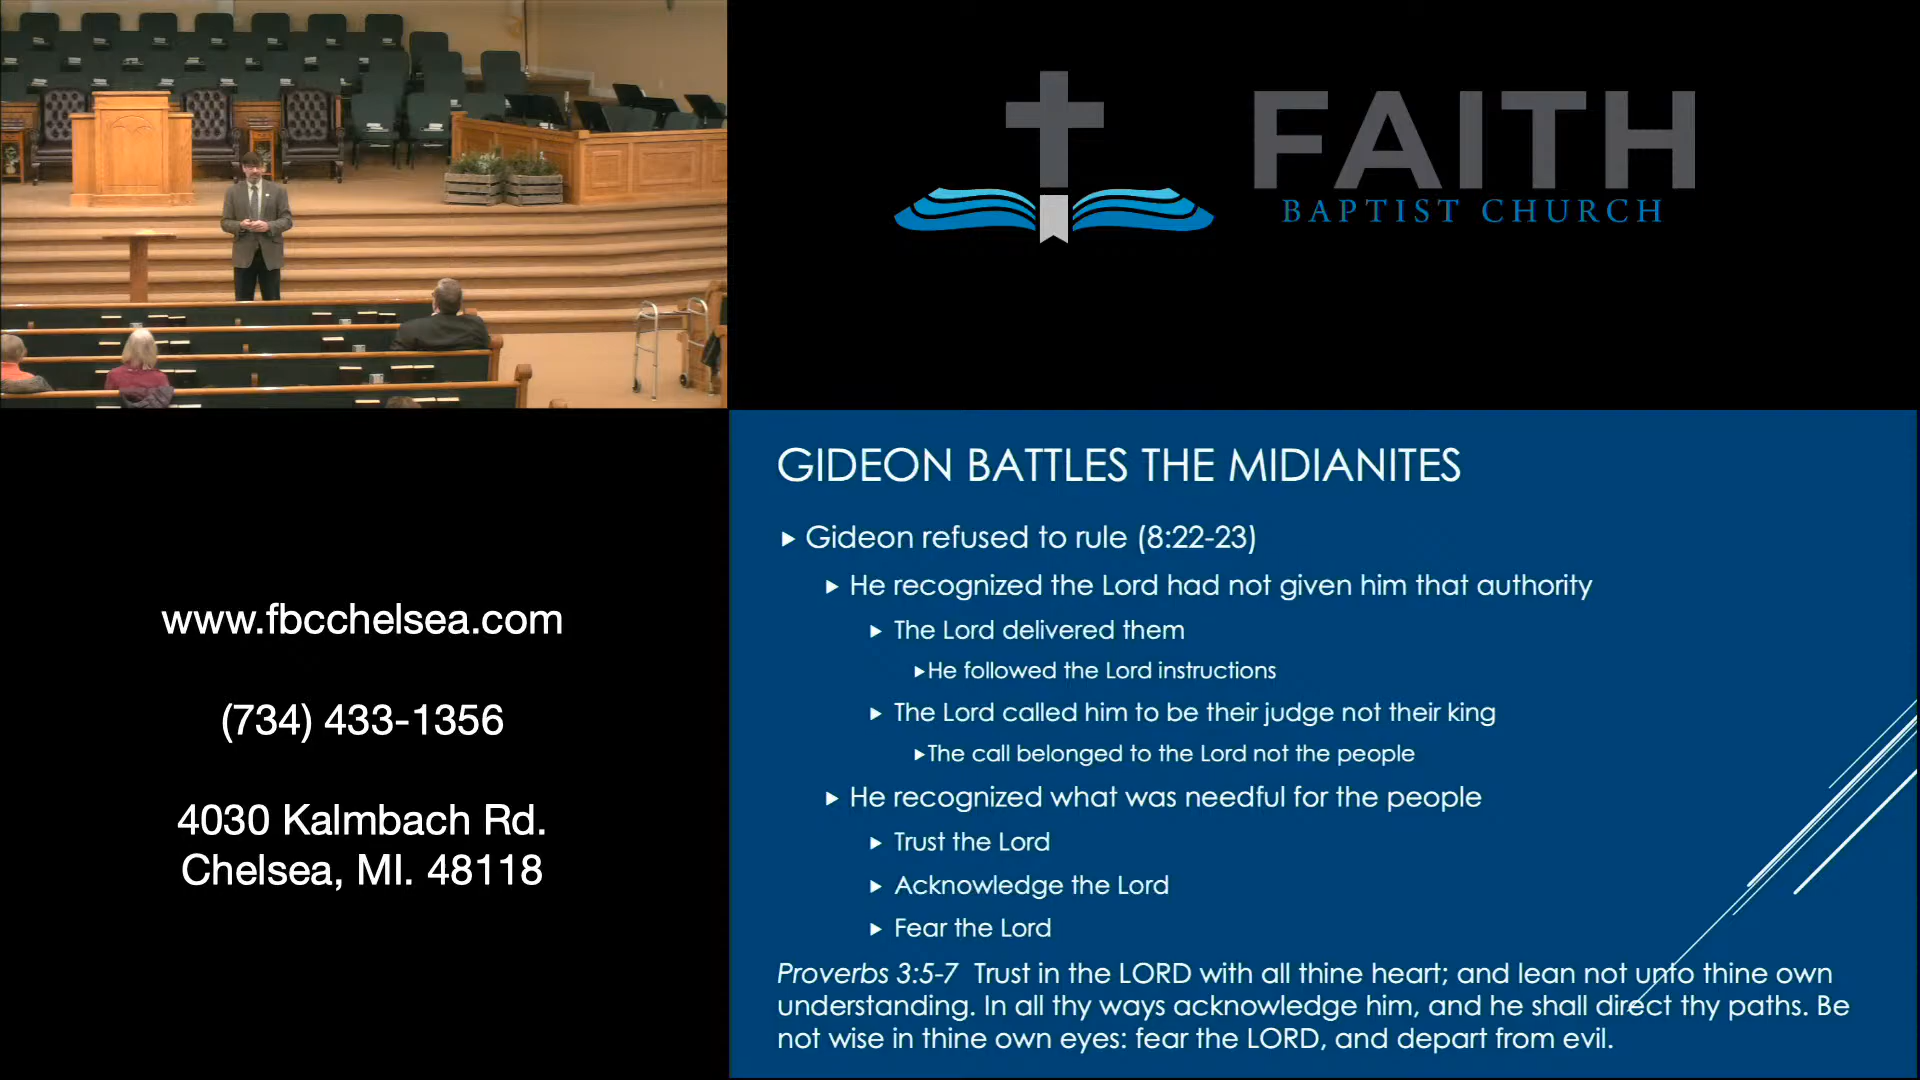 FAITH
BAPTIST CHURCH
www.fbcchelsea.com
(734) 433-1356
4030 Kalmbach Rd.
Chelsea, MI. 48118
GIDEON BATTLES THE MIDIANITES
Gideon refused to rule (8:22-23)
He recognized the Lord had not given him that authority
The Lord delivered them
He followed the Lord instructions
The Lord called him to be their judge not their king
The call belonged to the Lord not the people
He recognized what was needful for the people
Trust the Lord
Acknowledge the Lord
Fear the Lord
Proverbs 3:5-7 Trust in the LORD with all thine heart; and lean not unto thine own
understanding. In all thy ways acknowledge him, and he shall direct thy paths. Be
not wise in thine own eyes: fear the LORD, and depart from evil.